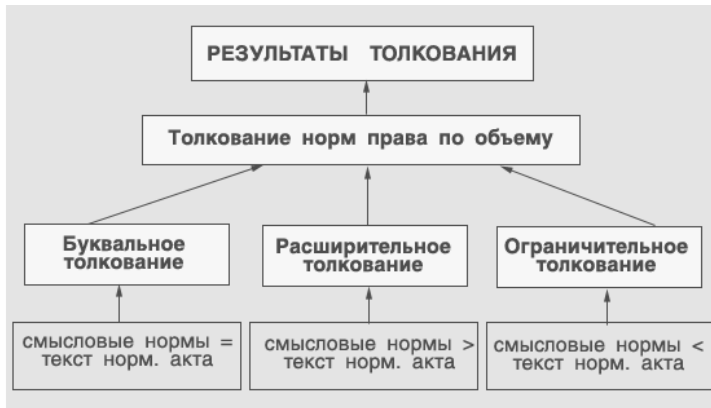 РЕЗУЛЬТАТЫ ТОЛКОВАНИЯ
Толкование норм права по объему
Буквальное
толкование
Расширительное
толкование
Ограничительное
толкование
смысловые нормы =
текст норм. акта
смысловые нормы >
текст норм. акта
смысловые нормы <
текст норм. акта